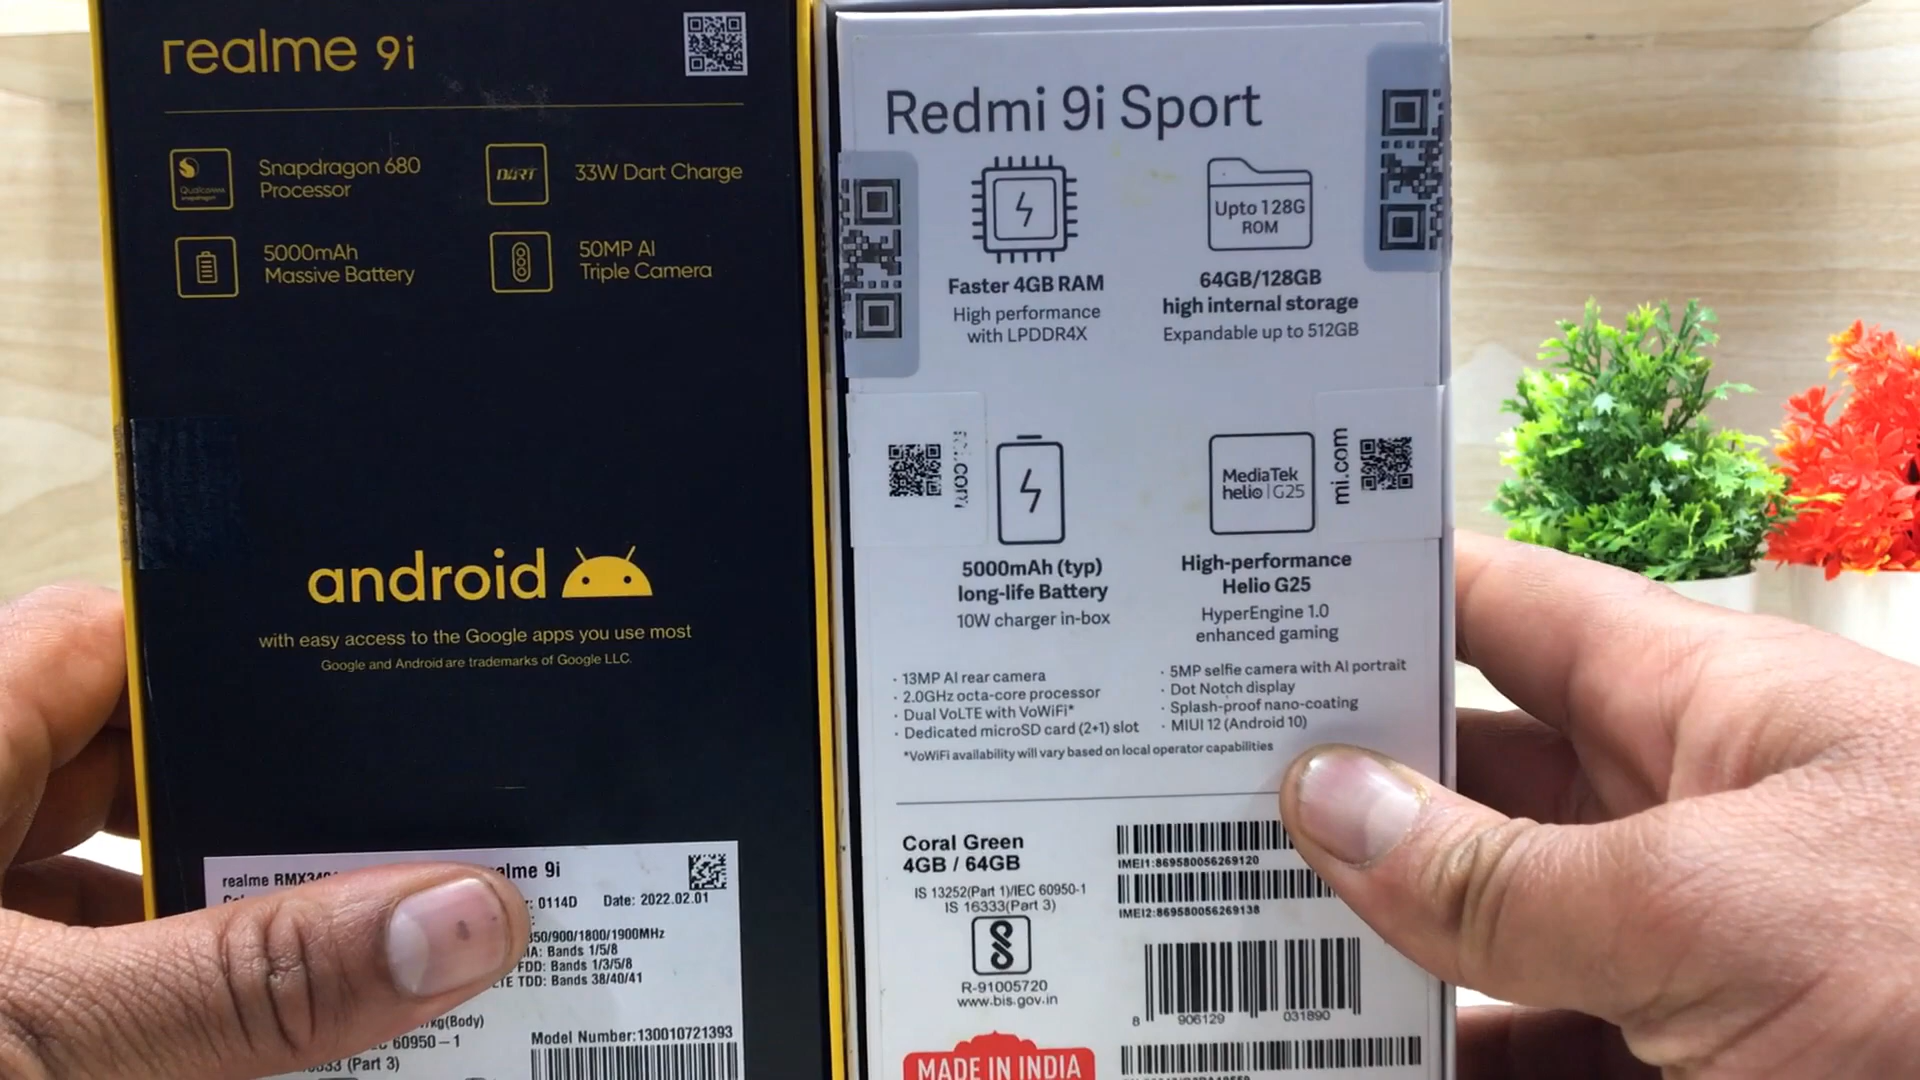 realme 9i
Qualcomm
snapdragon
Snapdragon 680
Processor
DART
33W Dart Charge
5000mAh
Massive Battery
50MP AI
Triple Camera
android
with easy access to the Google apps you use most
Google and Android are trademarks of Google LLC.
realme
alme 9i
: 0114D
Date: 2022.02.01
/900/1800/1900MHz
Bands 1/5/8
FDD: Bands 1/3/5/8
TDD: Bands 38/40/41
kg(Body)
60950-1
(Part 3)
Model Number:130010721393
Redmi 9i Sport
Upto 128G
ROM
Faster 4GB RAM
High performance
with LPDDR4X
64GB/128GB
high internal storage
Expandable up to 512GB
.com
mi.com
MediaTek
helio G25
5000mAh (typ)
long-life Battery
10W charger in-box
High-performance
Helio G25
HyperEngine 1.0
enhanced gaming
· 13MP AI rear camera
· 2.0GHz octa-core processor
· Dual VoLTE with VoWiFi*
· Dedicated microSD card (2+1) slot
· 5MP selfie camera with AI portrait
· Dot Notch display
· Splash-proof nano-coating
· MIUI 12 (Android 10)
*VoWiFi availability will vary based on local operator capabilities
Coral Green
4GB / 64GB
IS 13252(Part 1)/IEC 60950-1
IS 16333(Part 3)
R-91005720
www.bis.gov.in
IMEI1:869580056269120
IMEI2:869580056269138
8 906129 031890
MADE IN INDIA